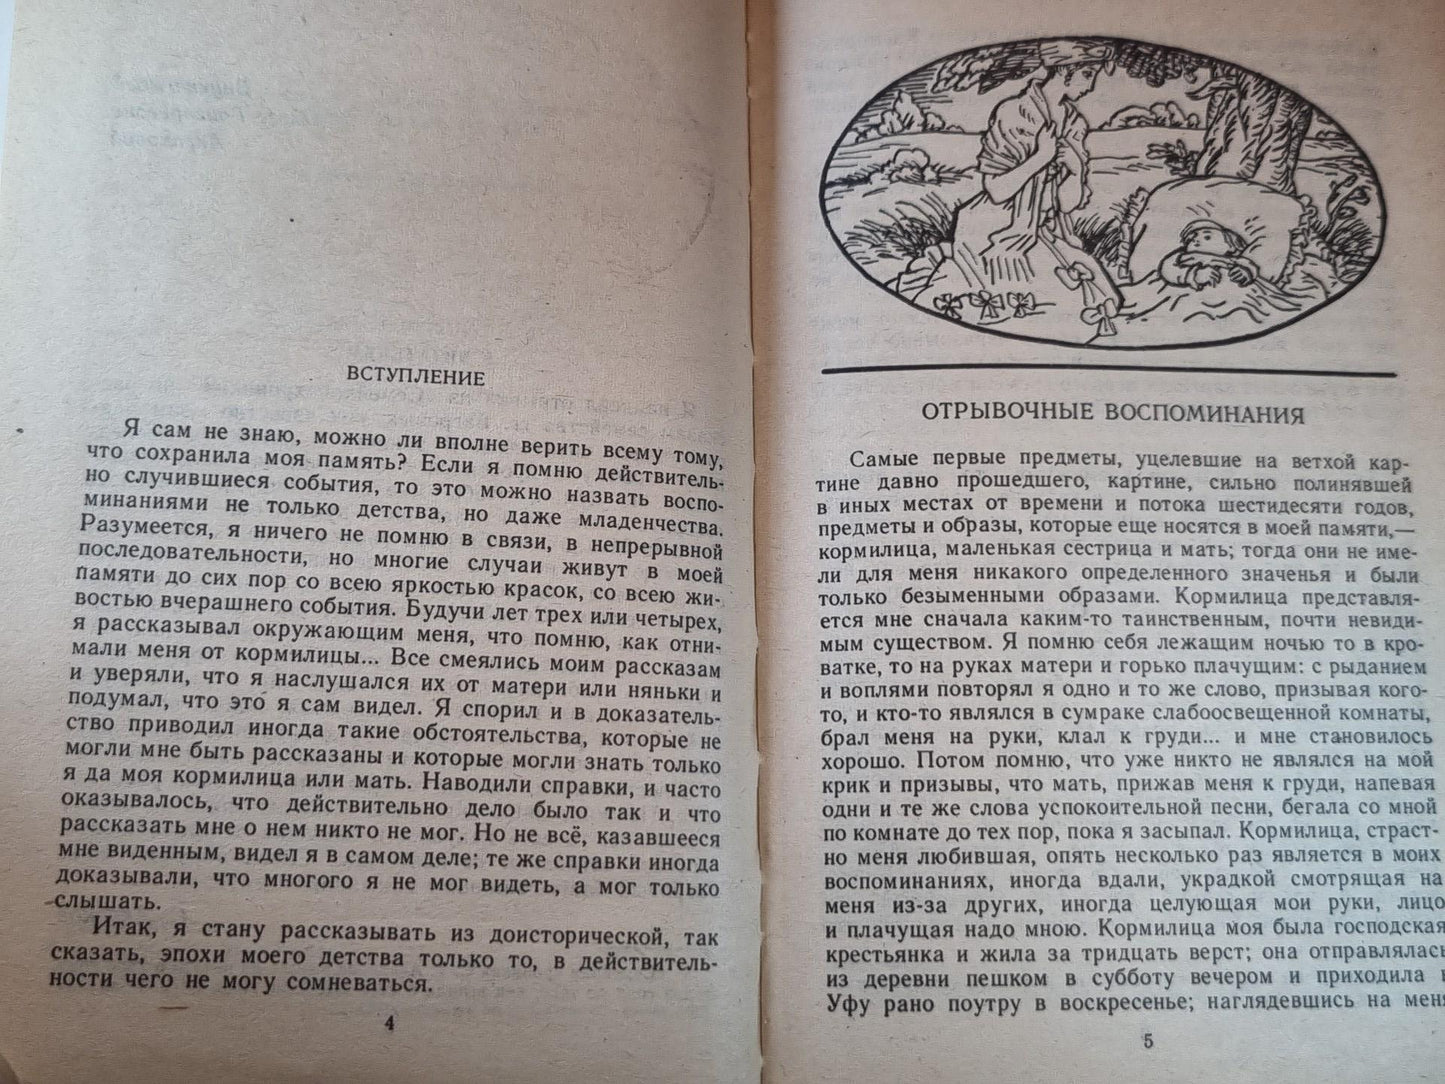 ВСТУПЛЕНИЕ
Я сам не знаю, можно ли вполне верить всему тому,
что сохранила моя память? Если я помню действитель-
но случившиеся события, то это можно назвать воспо-
минаниями не только детства, но даже младенчества.
Разумеется, я ничего не помню в связи, в непрерывной
последовательности, но многие случаи живут в моей
памяти до сих пор со всею яркостью красок, со всею жи-
востью вчерашнего события. Будучи лет трех или четырех,
я рассказывал окружающим меня, что помню, как отни-
мали меня от кормилицы... Все смеялись моим рассказам
и уверяли, что я наслушался их от матери или няньки и
подумал, что это я сам видел. Я спорил и в доказатель-
ство приводил иногда такие обстоятельства, которые не
могли мне быть рассказаны и которые могли знать только
я да моя кормилица или мать. Наводили справки, и часто
оказывалось, что действительно дело было так и что
рассказать мне о нем никто не мог. Но не всё, казавшееся
мне виденным, видел я в самом деле; те же справки иногда
доказывали, что многого я не мог видеть, а мог только
слышать.
Итак, я стану рассказывать из доисторической, так
сказать, эпохи моего детства только то, в действитель-
ности чего не могу сомневаться.
4
ОТРЫВОЧНЫЕ ВОСПОМИНАНИЯ
Самые первые предметы, уцелевшие на ветхой кар-
тине давно прошедшего, картине, сильно полинявшей
в иных местах от времени и потока шестидесяти годов,
предметы и образы, которые еще носятся в моей памяти,—
кормилица, маленькая сестрица и мать; тогда они не име-
ли для меня никакого определенного значенья и были
только безыменными образами. Кормилица представля-
ется мне сначала каким-то таинственным, почти невиди-
мым существом. Я помню себя лежащим ночью то в кро-
ватке, то на руках матери и горько плачущим: с рыданием
и воплями повторял я одно и то же слово, призывая кого-
то, и кто-то являлся в сумраке слабоосвещенной комнаты,
брал меня на руки, клал к груди... и мне становилось
хорошо. Потом помню, что уже никто не являлся на мой
крик и призывы, что мать, прижав меня к груди, напевая
одни и те же слова успокоительной песни, бегала со мной
по комнате до тех пор, пока я засыпал. Кормилица, страст-
но меня любившая, опять несколько раз является в моих
воспоминаниях, иногда вдали, украдкой смотрящая на
меня из-за других, иногда целующая мои руки, лицо
и плачущая надо мною. Кормилица моя была господская
крестьянка и жила за тридцать верст; она отправлялась
из деревни пешком в субботу вечером и приходила
Уфу рано поутру в воскресенье; наглядевшись на меня
5